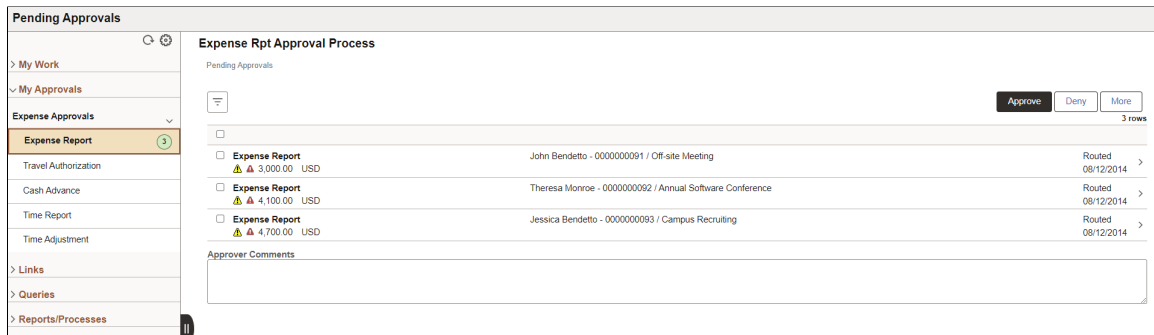 Pending Approvals
My Work
My Approvals
Expense Approvals
Expense Report 3
Travel Authorization
Cash Advance
Time Report
Time Adjustment
Links
Queries
Reports/Processes
Expense Rpt Approval Process
Pending Approvals
Approve Deny More
3 rows
Expense Report John Bendetto - 0000000091 / Off-site Meeting Routed
3,000.00 USD 08/12/2014
Expense Report Theresa Monroe - 0000000092 / Annual Software Conference Routed
4,100.00 USD 08/12/2014
Expense Report Jessica Bendetto - 0000000093 / Campus Recruiting Routed
4,700.00 USD 08/12/2014
Approver Comments